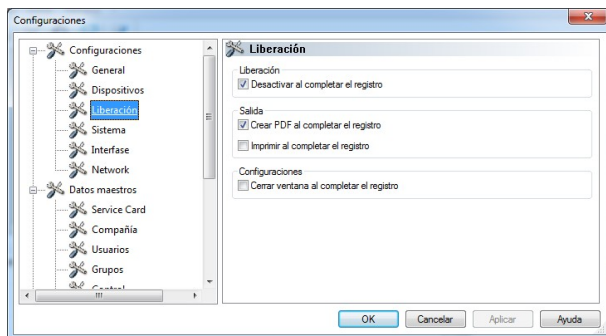 Configuraciones
Configuraciones
General
Dispositivos
Liberación
Sistema
Interfase
Network
Datos maestros
Service Card
Compañía
Usuarios
Grupos
Control
Liberación
Liberación
Desactivar al completar el registro
Salida
Crear PDF al completar el registro
Imprimir al completar el registro
Configuraciones
Cerrar ventana al completar el registro
OK
Cancelar
Aplicar
Ayuda